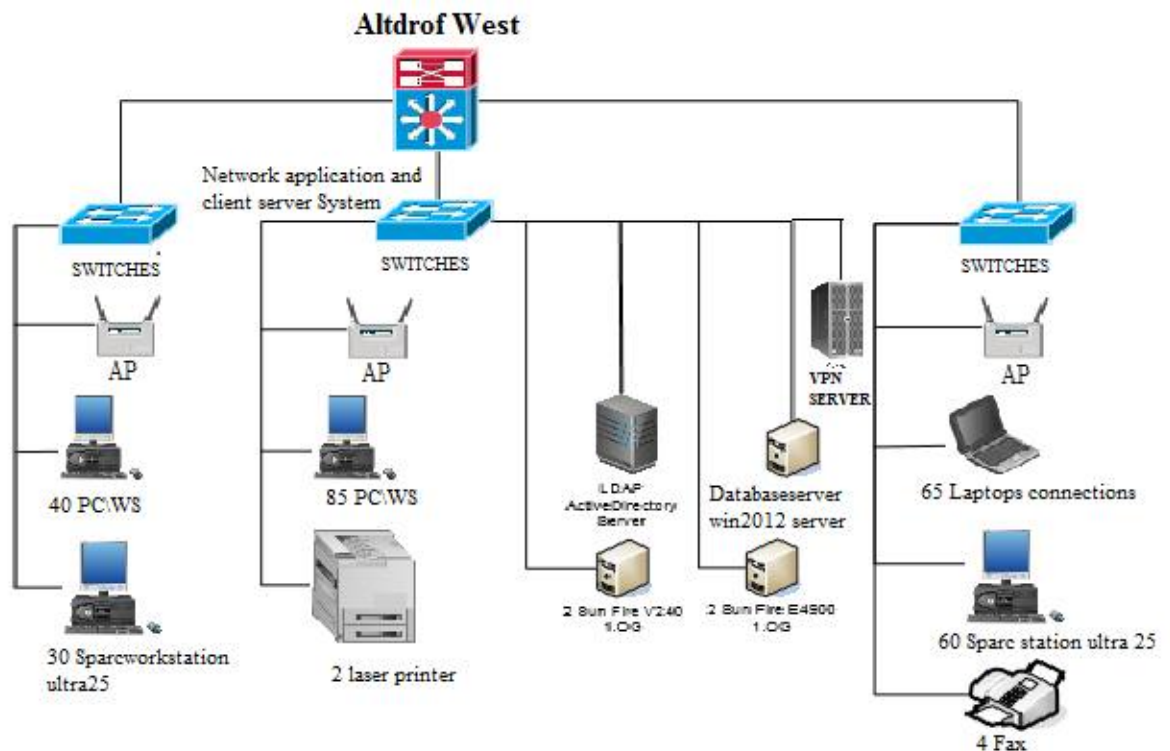 Altdrof West
Network application and
client server System
SWITCHES
SWITCHES
SWITCHES
AP
AP
VPN
SERVER
AP
40 PC\WS
85 PC\WS
LDAP
ActiveDirectory
Server
Databaseserver
win2012 server
65 Laptops connections
30 Sparcworkstation
ultra25
2 laser printer
2 Sun Fire V240
1.0G
2 Sun Fire E4900
1.0G
60 Sparc station ultra 25
4 Fax